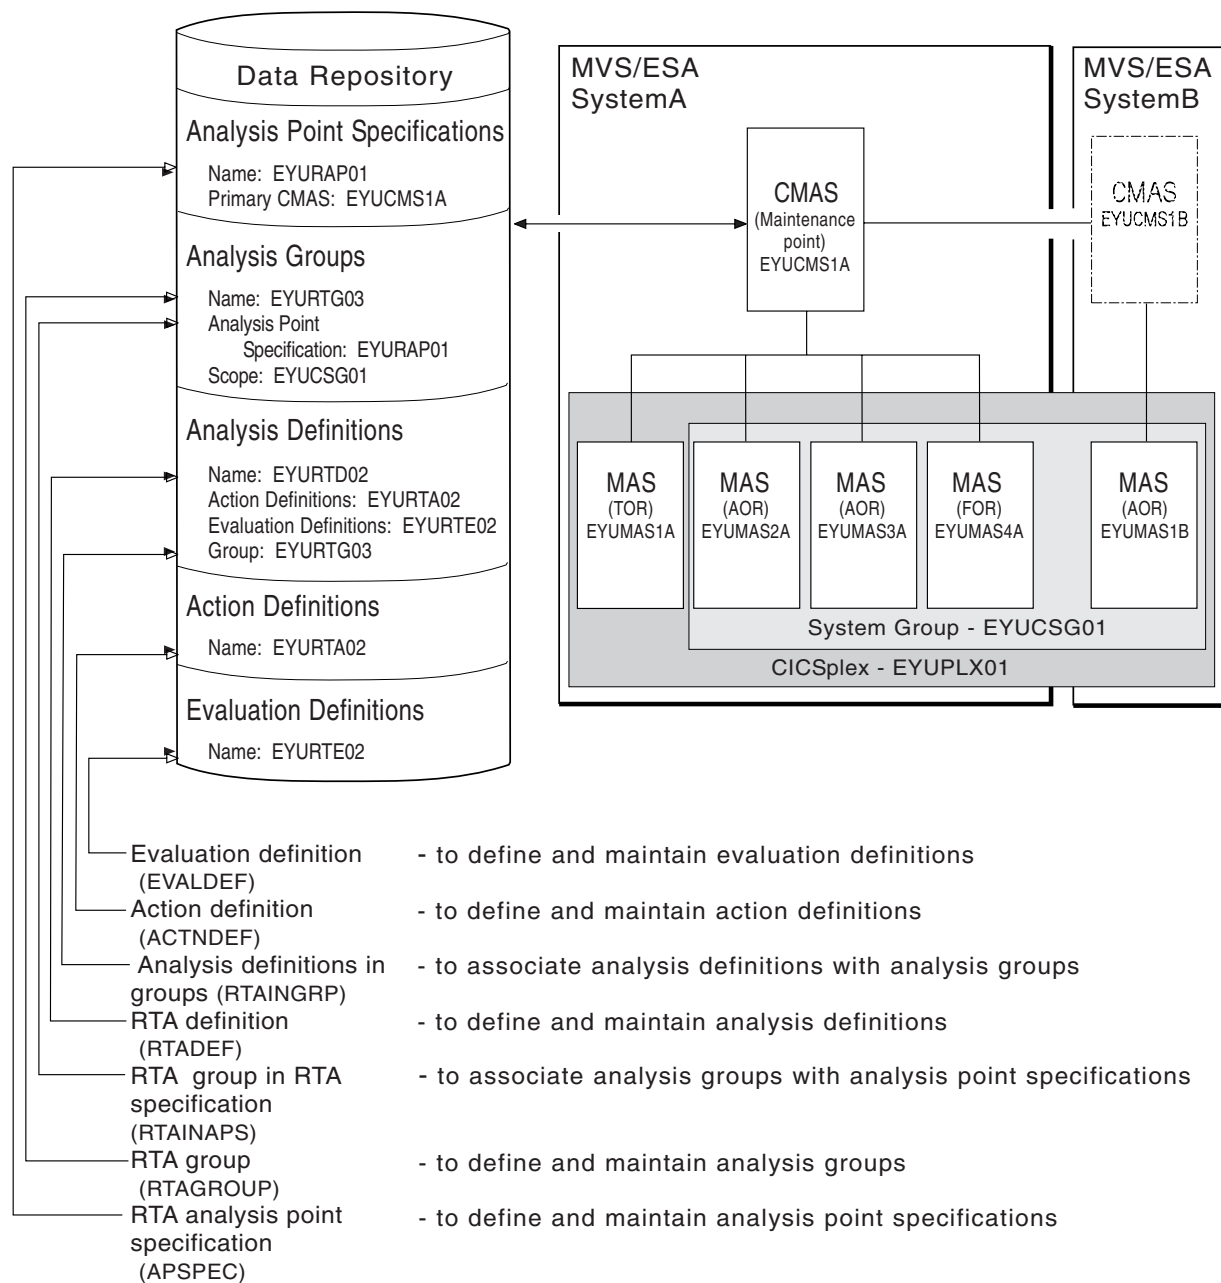 Data Repository
Analysis Point Specifications
Name: EYURAP01
Primary CMAS: EYUCMS1A
Analysis Groups
Name: EYURTG03
Analysis Point
Specification: EYURAP01
Scope: EYUCSG01
Analysis Definitions
Name: EYURTD02
Action Definitions: EYURTA02
Evaluation Definitions: EYURTE02
Group: EYURTG03
Action Definitions
Name: EYURTA02
Evaluation Definitions
Name: EYURTE02
MVS/ESA
SystemA
CMAS
(Maintenance
point)
EYUCMS1A
MVS/ESA
SystemB
CMAS
EYUCMS1B
MAS
(TOR)
EYUMAS1A
MAS
(AOR)
EYUMAS2A
MAS
(AOR)
EYUMAS3A
MAS
(FOR)
EYUMAS4A
MAS
(AOR)
EYUMAS1B
System Group - EYUCSG01
CICSplex - EYUPLX01
Evaluation definition - to define and maintain evaluation definitions
(EVALDEF)
Action definition - to define and maintain action definitions
(ACTNDEF)
Analysis definitions in - to associate analysis definitions with analysis groups
groups (RTAINGRP)
RTA definition - to define and maintain analysis definitions
(RTADEF)
RTA group in RTA - to associate analysis groups with analysis point specifications
specification
(RTAINAPS)
RTA group - to define and maintain analysis groups
(RTAGROUP)
RTA analysis point - to define and maintain analysis point specifications
specification
(APSPEC)